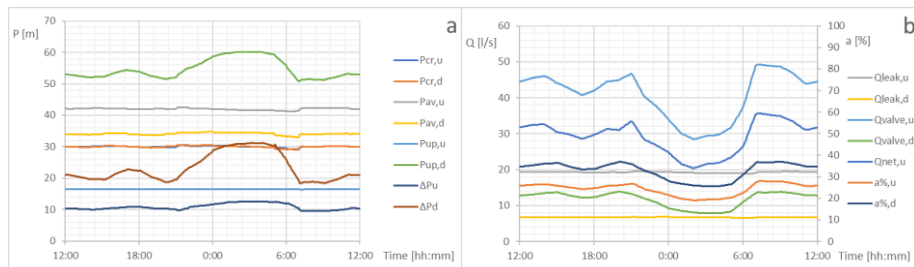 P [m]
a
70
60
50
40
30
20
10
0
12:00 18:00 0:00 6:00 12:00
Time [hh:mm]
Pcr,u
Pcr,d
Pav,u
Pav,d
Pup,u
Pup,d
ΔPu
ΔPd
Q [l/s]
b
a [%]
60
50
40
30
20
10
0
100
90
80
70
60
50
40
30
20
10
0
12:00 18:00 0:00 6:00 12:00
Time [hh:mm]
Qleak,u
Qleak,d
Qvalve,u
Qvalve,d
Qnet,u
a%,u
a%,d